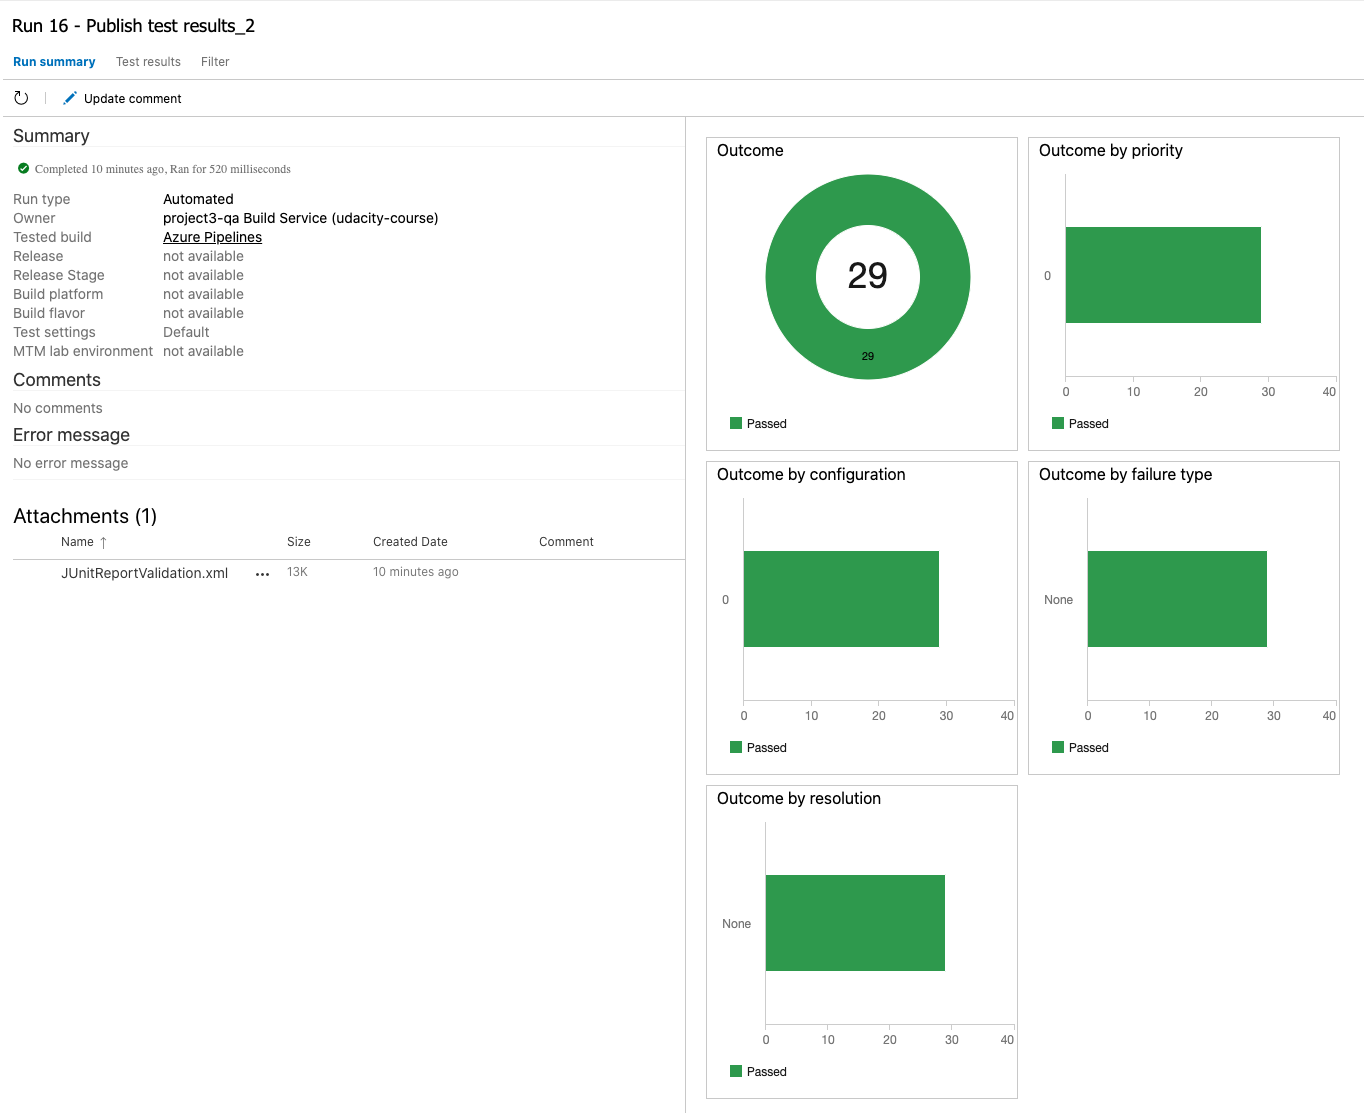 Run 16 - Publish test results_2
Run summary Test results Filter
Update comment
Summary
Completed 10 minutes ago, Ran for 520 milliseconds
Run type Automated
Owner project3-qa Build Service (udacity-course)
Tested build Azure Pipelines
Release not available
Release Stage not available
Build platform not available
Build flavor not available
Test settings Default
MTM lab environment not available
Comments
No comments
Error message
No error message
Attachments (1)
Name ↑ Size Created Date Comment
JUnitReportValidation.xml ... 13K 10 minutes ago
Outcome
29
29
Passed
Outcome by priority
0
0 10 20 30 40
Passed
Outcome by configuration
0
0 10 20 30 40
Passed
Outcome by failure type
None
0 10 20 30 40
Passed
Outcome by resolution
None
0 10 20 30 40
Passed